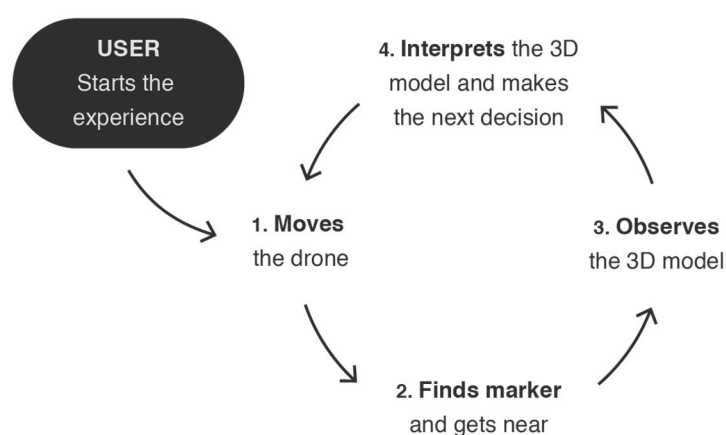 USER
Starts the
experience
1. Moves
the drone
2. Finds marker
and gets near
3. Observes
the 3D model
4. Interprets the 3D
model and makes
the next decision